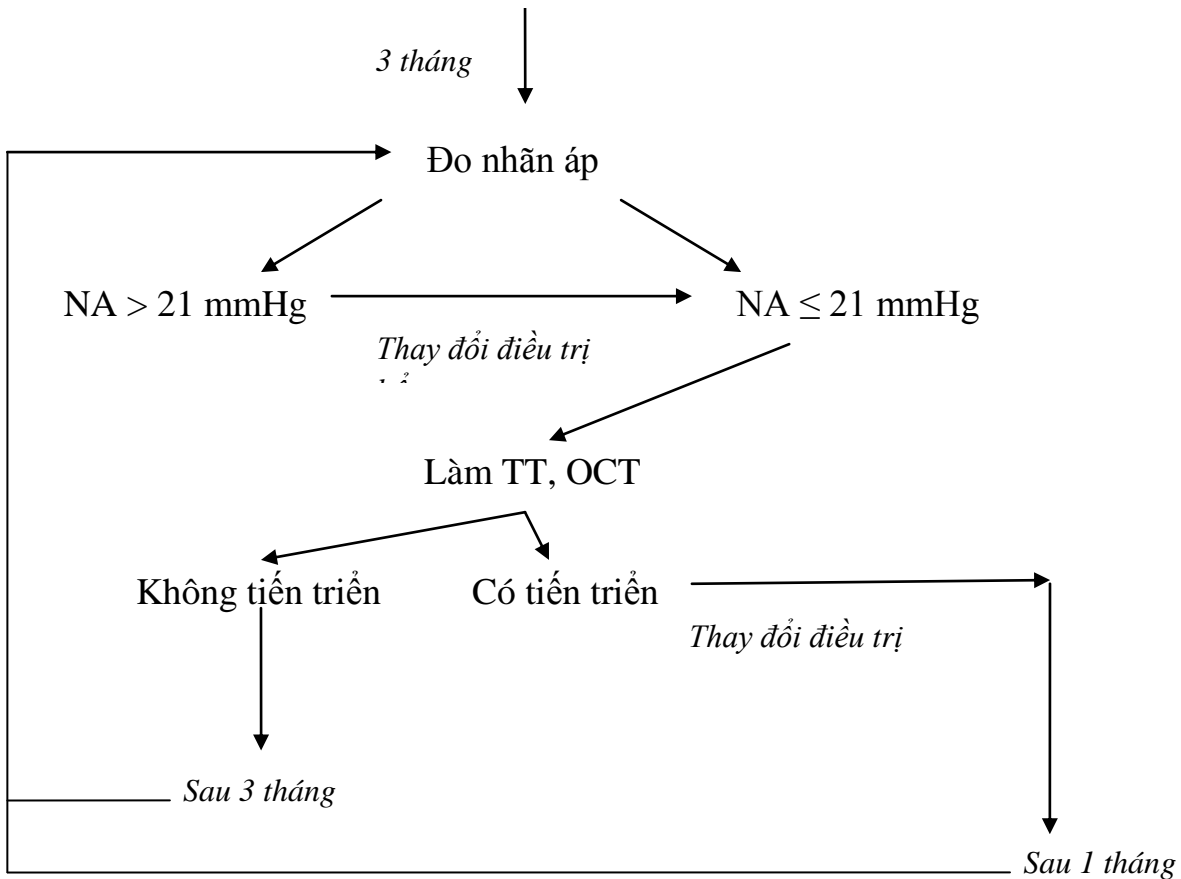 3 tháng
Đo nhãn áp
NA > 21 mmHg
NA ≤ 21 mmHg
Thay đổi điều trị
Làm TT, OCT
Không tiến triển
Có tiến triển
Thay đổi điều trị
Sau 3 tháng
Sau 1 tháng